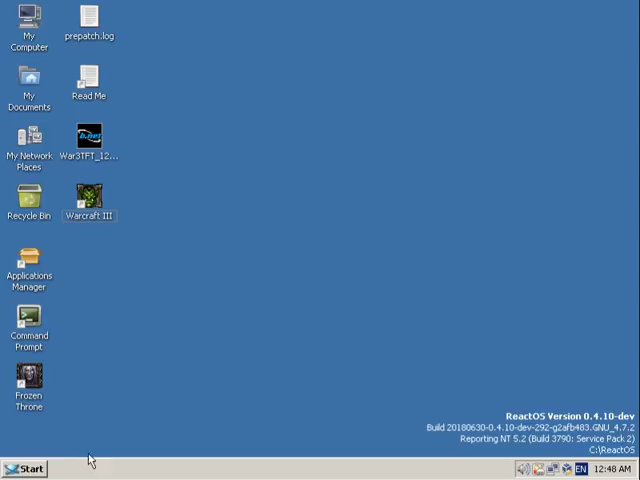 My
Computer
prepatch.log
My
Documents
Read Me
My Network
Places
b.net
War3TFT_12...
Recycle Bin
Warcraft III
Applications
Manager
Command
Prompt
Frozen
Throne
ReactOS Version 0.4.10-dev
Build 20180630-0.4.10-dev-292-g2afb483.GNU_4.7.2
Reporting NT 5.2 (Build 3790: Service Pack 2)
C:\ReactOS
Start
EN
12:48 AM